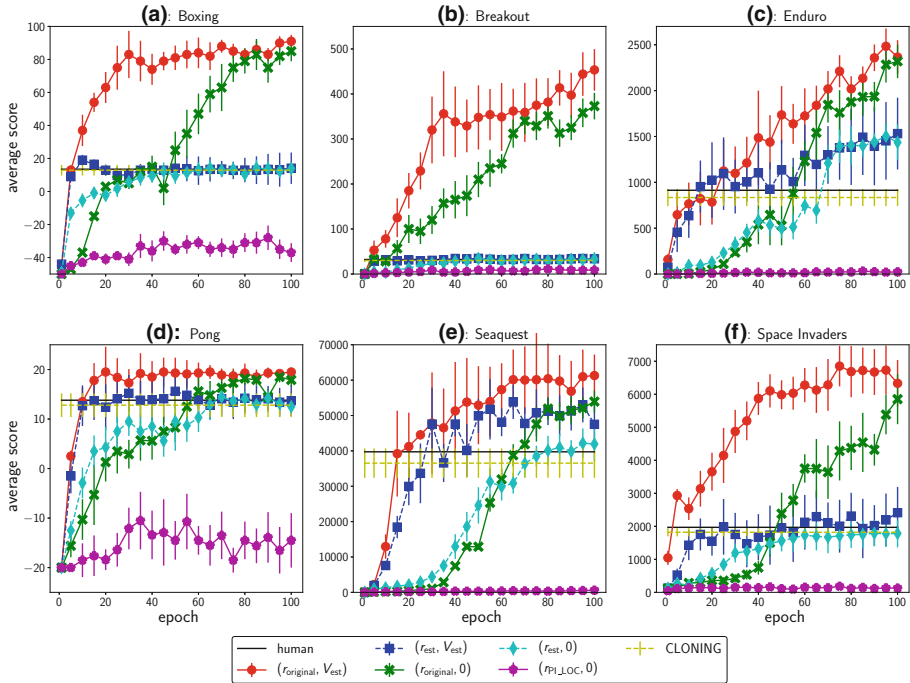 (a): Boxing
(b): Breakout
(c): Enduro
100
80
60
40
20
0
−20
−40
average score
0 20 40 60 80 100
500
400
300
200
100
0
0 20 40 60 80 100
2500
2000
1500
1000
500
0
0 20 40 60 80 100
(d): Pong
(e): Seaquest
(f): Space Invaders
20
10
0
−10
−20
average score
0 20 40 60 80 100
epoch
70000
60000
50000
40000
30000
20000
10000
0
0 20 40 60 80 100
epoch
7000
6000
5000
4000
3000
2000
1000
0
0 20 40 60 80 100
epoch
human (r_est, V_est) (r_est, 0) CLONING
(r_original, V_est) (r_original, 0) (r_PI_LOC, 0)